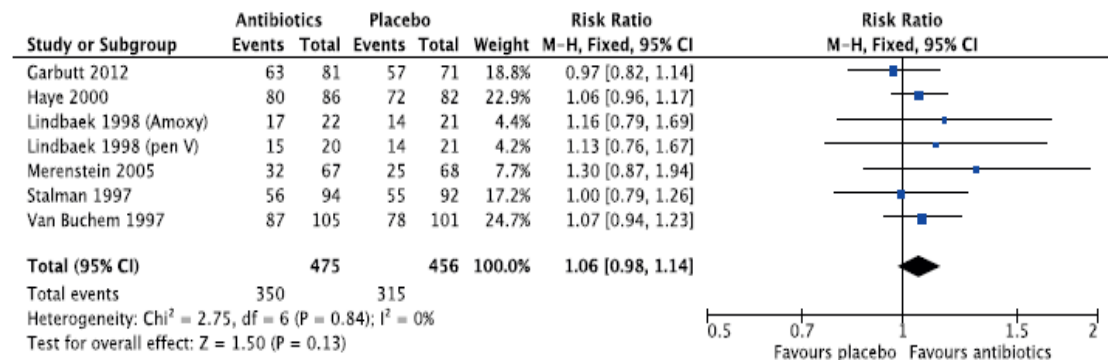 Antibiotics Placebo Risk Ratio Risk Ratio
Study or Subgroup Events Total Events Total Weight M-H, Fixed, 95% CI M-H, Fixed, 95% CI
Garbutt 2012 63 81 57 71 18.8% 0.97 [0.82, 1.14]
Haye 2000 80 86 72 82 22.9% 1.06 [0.96, 1.17]
Lindbaek 1998 (Amoxy) 17 22 14 21 4.4% 1.16 [0.79, 1.69]
Lindbaek 1998 (pen V) 15 20 14 21 4.2% 1.13 [0.76, 1.67]
Merenstein 2005 32 67 25 68 7.7% 1.30 [0.87, 1.94]
Stalman 1997 56 94 55 92 17.2% 1.00 [0.79, 1.26]
Van Buchem 1997 87 105 78 101 24.7% 1.07 [0.94, 1.23]
Total (95% CI) 475 456 100.0% 1.06 [0.98, 1.14]
Total events 350 315
Heterogeneity: Chi² = 2.75, df = 6 (P = 0.84); I² = 0%
Test for overall effect: Z = 1.50 (P = 0.13)
0.5 0.7 1 1.5 2
Favours placebo Favours antibiotics